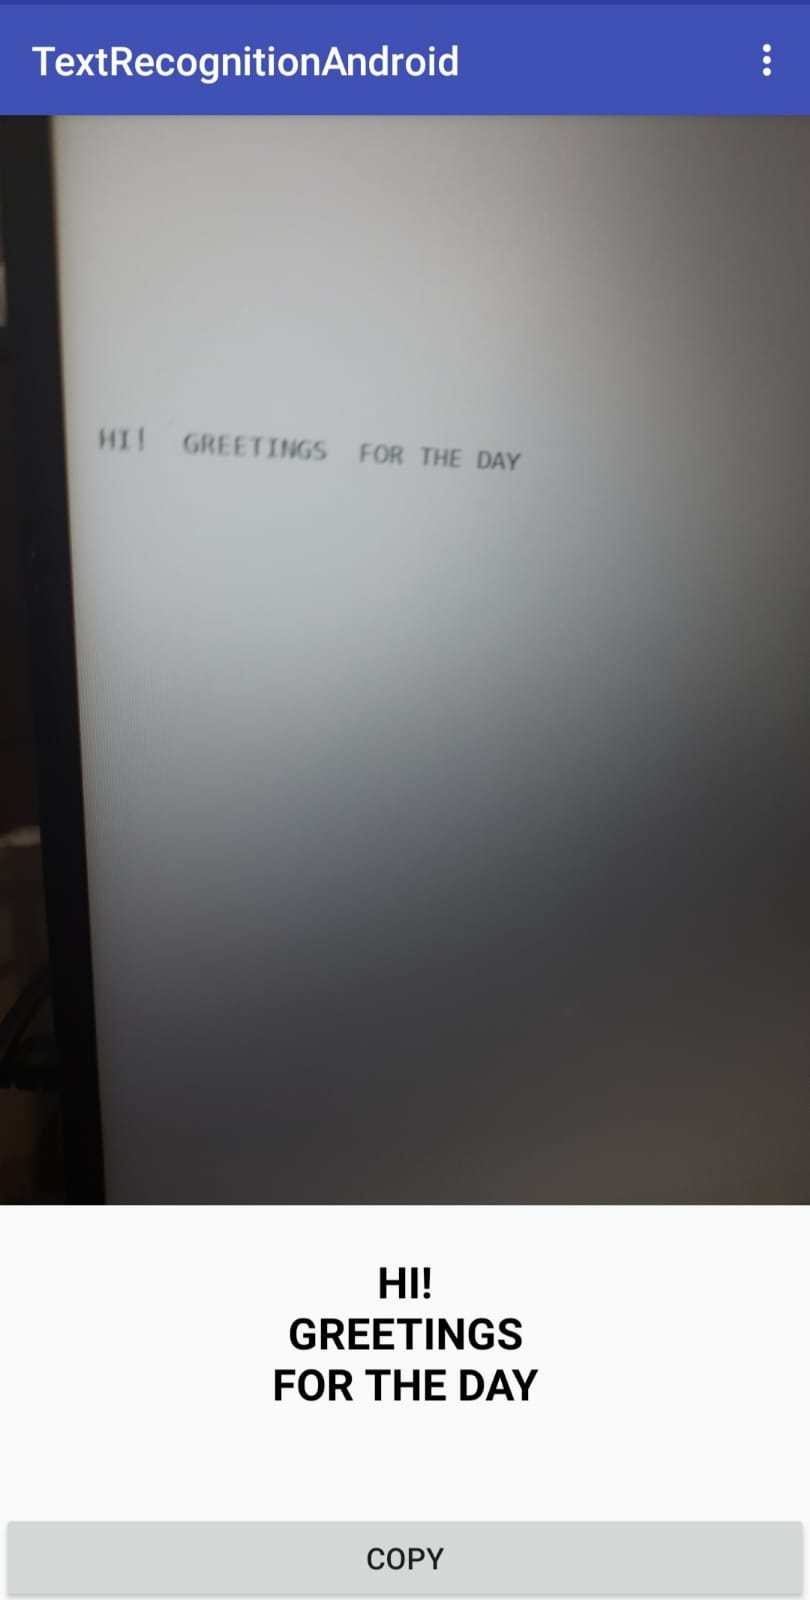 TextRecognitionAndroid
HI! GREETINGS FOR THE DAY
HI!
GREETINGS
FOR THE DAY
COPY